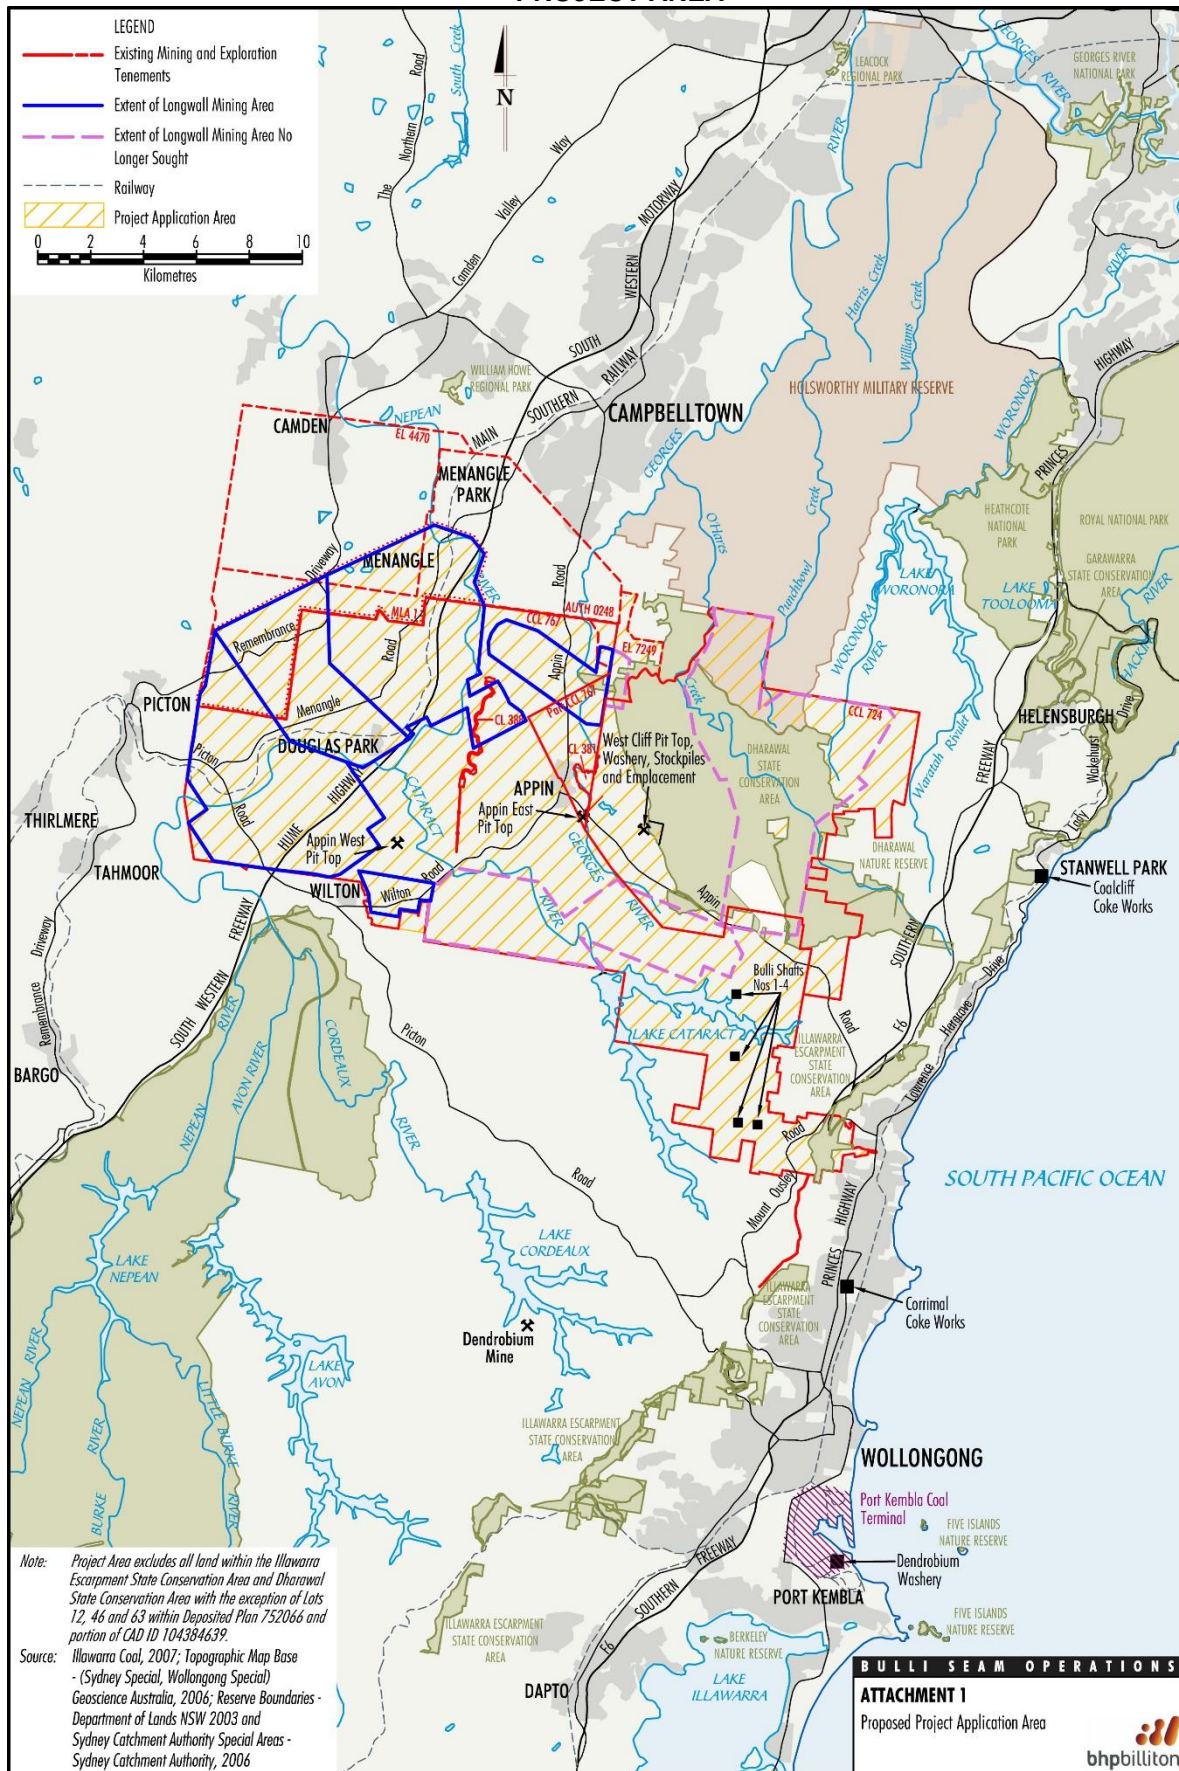 PROJECT AREA
LEGEND
Existing Mining and Exploration
Tenements
Extent of Longwall Mining Area
Extent of Longwall Mining Area No
Longer Sought
Railway
Project Application Area
0 2 4 6 8 10
Kilometres
N
The Northern Road
South Creek
Camden Valley Way
SOUTH WESTERN MOTORWAY
MAIN SOUTHERN RAILWAY
LEACOCK
REGIONAL PARK
GEORGES RIVER
GEORGES RIVER
NATIONAL PARK
RIVER
Harris Creek
Williams Creek
RIVER
HIGHWAY
HOLSWORTHY MILITARY RESERVE
WORONORA
PRINCES
WILLIAM HOWE
REGIONAL PARK
NEPEAN
CAMDEN
EL 4470
CAMPBELLTOWN
GEORGES
MENANGLE
PARK
O'Hares
Punchbowl Creek
HEATHCOTE
NATIONAL
PARK
ROYAL NATIONAL PARK
GARAWARRA
STATE CONSERVATION
AREA
LAKE
WORONORA
LAKE
TOOLOOMA
RIVER
HACKING
WORONORA
RIVER
Driveway
MENANGLE
RIVER
Road
AUTH 0248
CCL 767
EL 7249
MLA 1
Remembrance
Road
Appin
Creek
Part CCL 767
CCL 724
PICTON
Menangle
CL 388
DOUGLAS PARK
CL 381
West Cliff Pit Top,
Washery, Stockpiles
and Emplacement
DHARAWAL
STATE
CONSERVATION
AREA
Waratah Rivulet
FREEWAY
HELENSBURGH
Lady Wakehurst Drive
Picton
Road
HIGHWAY
HUME
CATARACT
APPIN
Appin East
Pit Top
Appin West
Pit Top
THIRLMERE
TAHMOOR
WILTON
Wilton Road
GEORGES
RIVER
RIVER
Appin
DHARAWAL
NATURE RESERVE
STANWELL PARK
Coalcliff
Coke Works
SOUTHERN
F6
Driveway
Remembrance
SOUTH WESTERN FREEWAY
RIVER
NEPEAN
AVON RIVER
CORDEAUX
RIVER
Picton
Road
BARGO
Bulli Shafts
Nos 1-4
LAKE CATARACT
Road
ILLAWARRA
ESCARPMENT
STATE
CONSERVATION
AREA
Lawrence Hargrave Drive
Mount Ousley Road
SOUTH PACIFIC OCEAN
PRINCES HIGHWAY
LAKE
CORDEAUX
LAKE
NEPEAN
ILLAWARRA
ESCARPMENT
STATE
CONSERVATION
AREA
Corrimal
Coke Works
Dendrobium
Mine
NEPEAN RIVER
LAKE
AVON
BURKE RIVER
LITTLE BURKE RIVER
ILLAWARRA ESCARPMENT
STATE CONSERVATION
AREA
WOLLONGONG
Port Kembla Coal
Terminal
FIVE ISLANDS
NATURE RESERVE
Dendrobium
Washery
PORT KEMBLA
F6 SOUTHERN FREEWAY
ILLAWARRA ESCARPMENT
STATE CONSERVATION
AREA
BERKELEY
NATURE RESERVE
FIVE ISLANDS
NATURE RESERVE
LAKE
ILLAWARRA
DAPTO
Note: Project Area excludes all land within the Illawarra
Escarpment State Conservation Area and Dharawal
State Conservation Area with the exception of Lots
12, 46 and 63 within Deposited Plan 752066 and
portion of CAD ID 104384639.
Source: Illawarra Coal, 2007; Topographic Map Base
- (Sydney Special, Wollongong Special)
Geoscience Australia, 2006; Reserve Boundaries -
Department of Lands NSW 2003 and
Sydney Catchment Authority Special Areas -
Sydney Catchment Authority, 2006
BULLI SEAM OPERATIONS
ATTACHMENT 1
Proposed Project Application Area
bhpbilliton